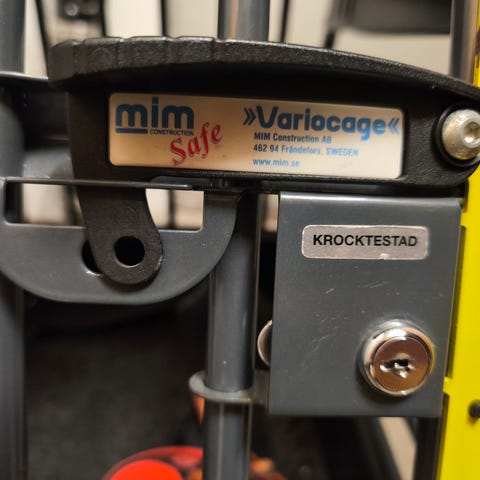 mim
CONSTRUCTION
Safe
»Variocage«
MIM Construction AB
462 94 Frändefors, SWEDEN
www.mim.se
KROCKTESTAD